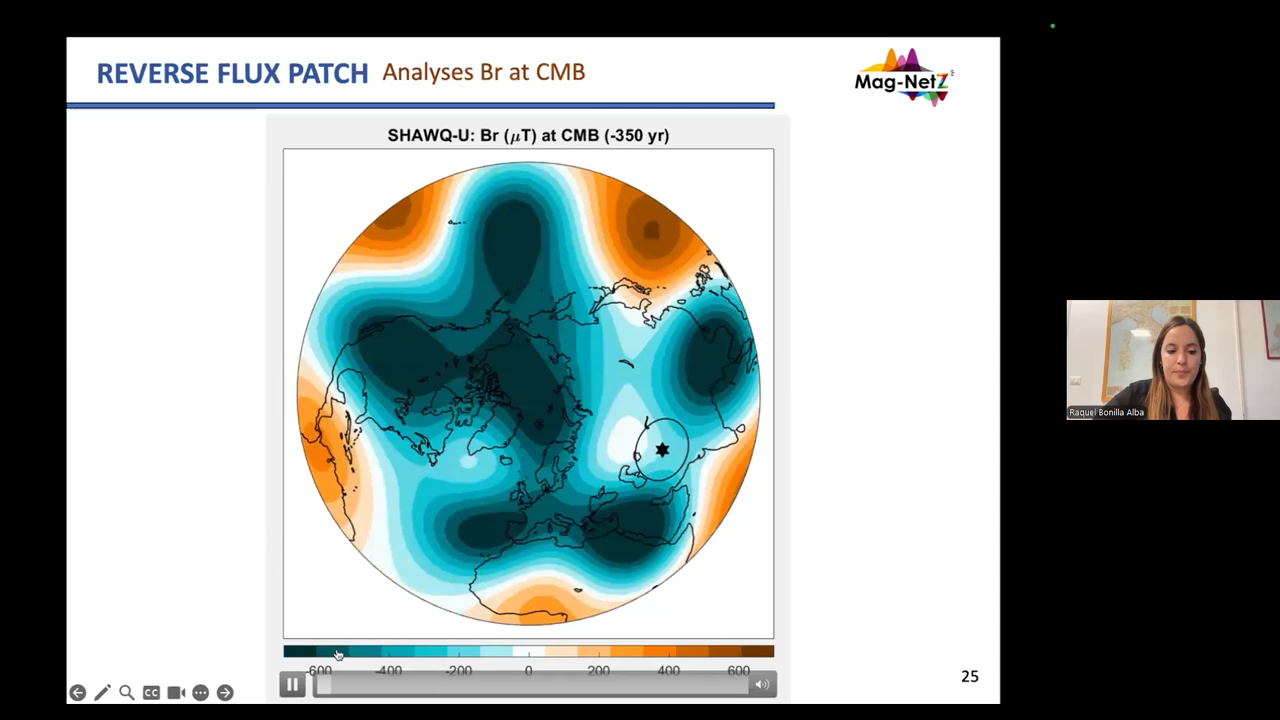 REVERSE FLUX PATCH Analyses Br at CMB
Mag-NetZ
SHAWQ-U: Br (μT) at CMB (-350 yr)
-600 -400 -200 0 200 400 600
Raquel Bonilla Alba
CC
25